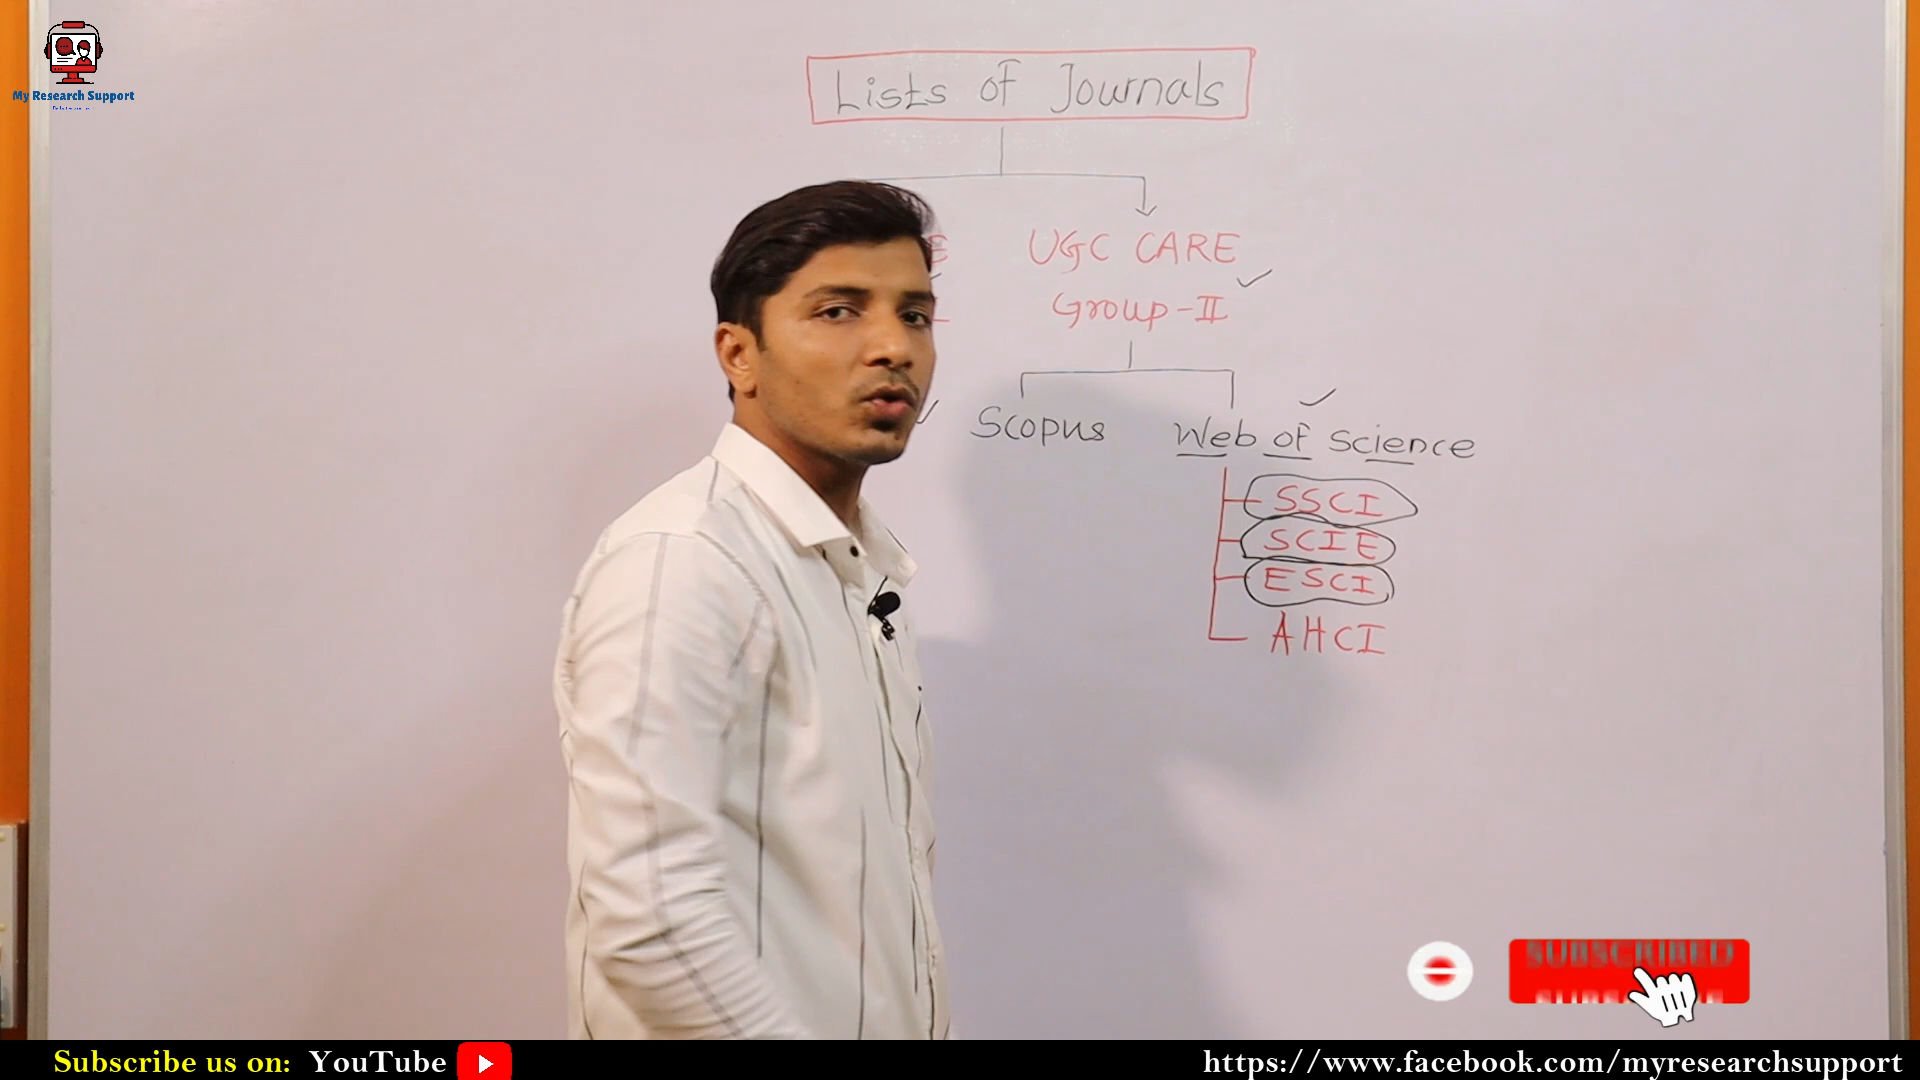 My Research Support
Lists of Journals
UGC CARE
Group-II
Scopus
Web of Science
SSCI
SCIE
ESCI
AHCI
SUBSCRIBED
Subscribe us on: YouTube
https://www.facebook.com/myresearchsupport